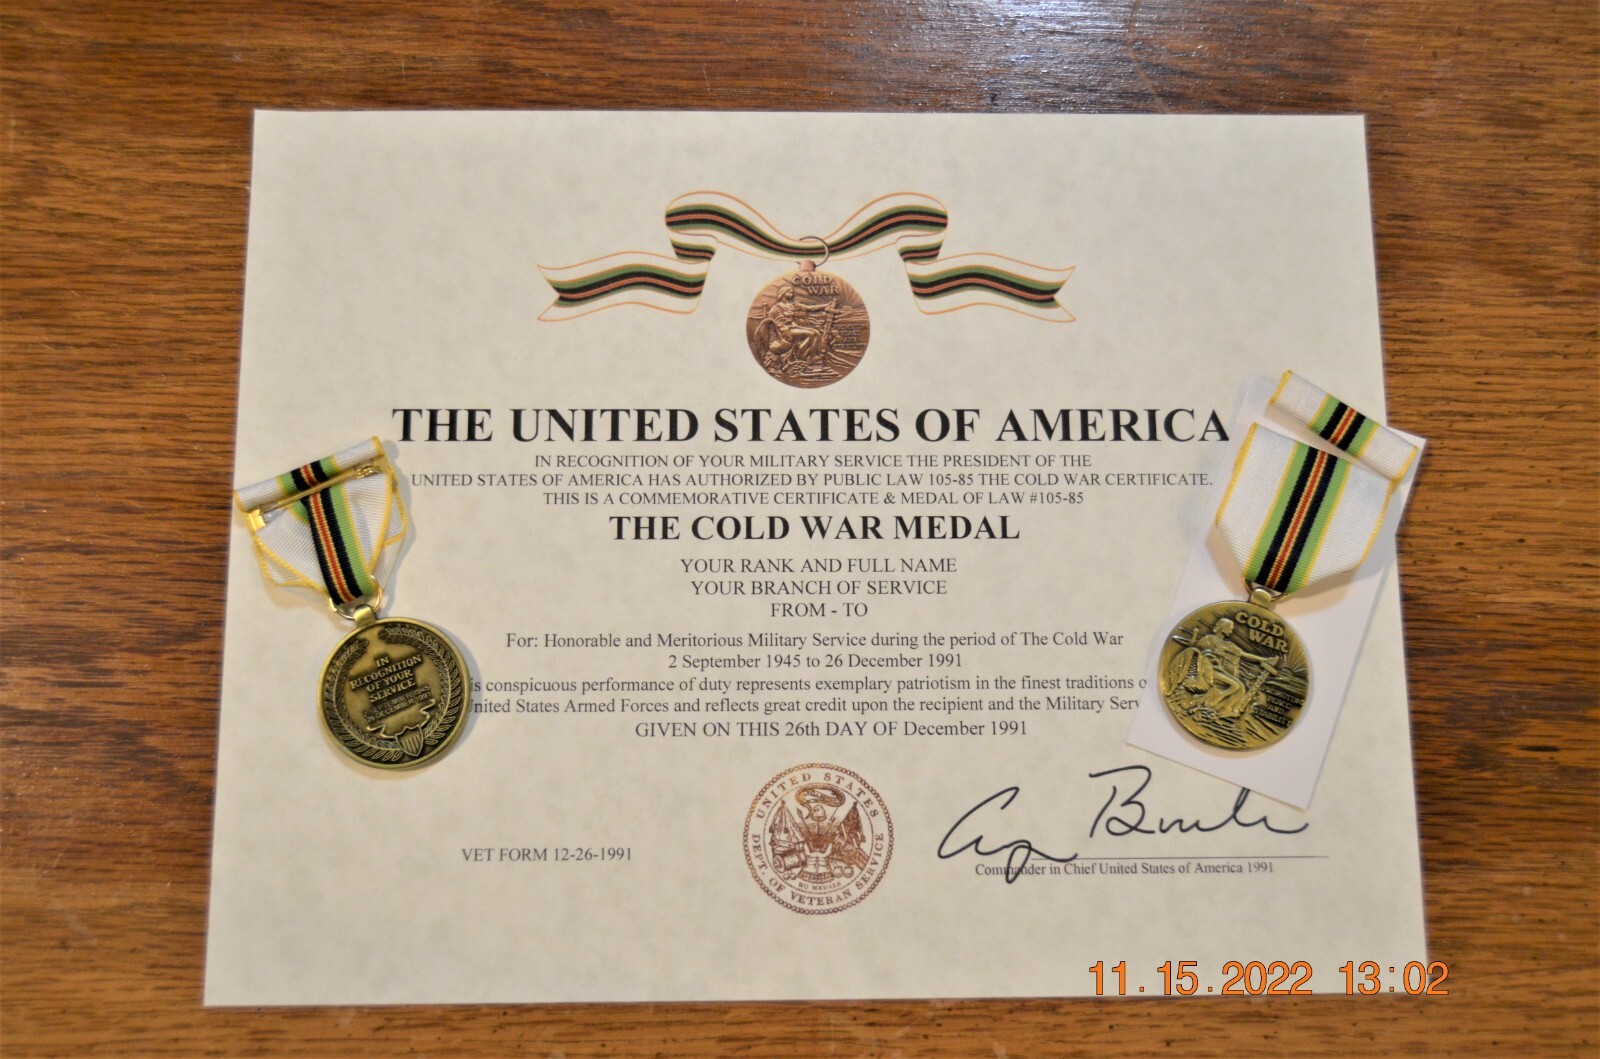 COLD
WAR
THE UNITED STATES OF AMERICA
IN RECOGNITION OF YOUR MILITARY SERVICE THE PRESIDENT OF THE
UNITED STATES OF AMERICA HAS AUTHORIZED BY PUBLIC LAW 105-85 THE COLD WAR CERTIFICATE.
THIS IS A COMMEMORATIVE CERTIFICATE & MEDAL OF LAW #105-85
THE COLD WAR MEDAL
YOUR RANK AND FULL NAME
YOUR BRANCH OF SERVICE
FROM - TO
For: Honorable and Meritorious Military Service during the period of The Cold War
2 September 1945 to 26 December 1991
is conspicuous performance of duty represents exemplary patriotism in the finest traditions o
United States Armed Forces and reflects great credit upon the recipient and the Military Serv
GIVEN ON THIS 26th DAY OF December 1991
IN
RECOGNITION
OF YOUR
SERVICE
COLD
WAR
PROMOTING
PEACE
AND
STABILITY
UNITED STATES
DEPT. OF VETERAN SERVICE
HQ MEDALS
VET FORM 12-26-1991
Commander in Chief United States of America 1991
11.15.2022 13:02